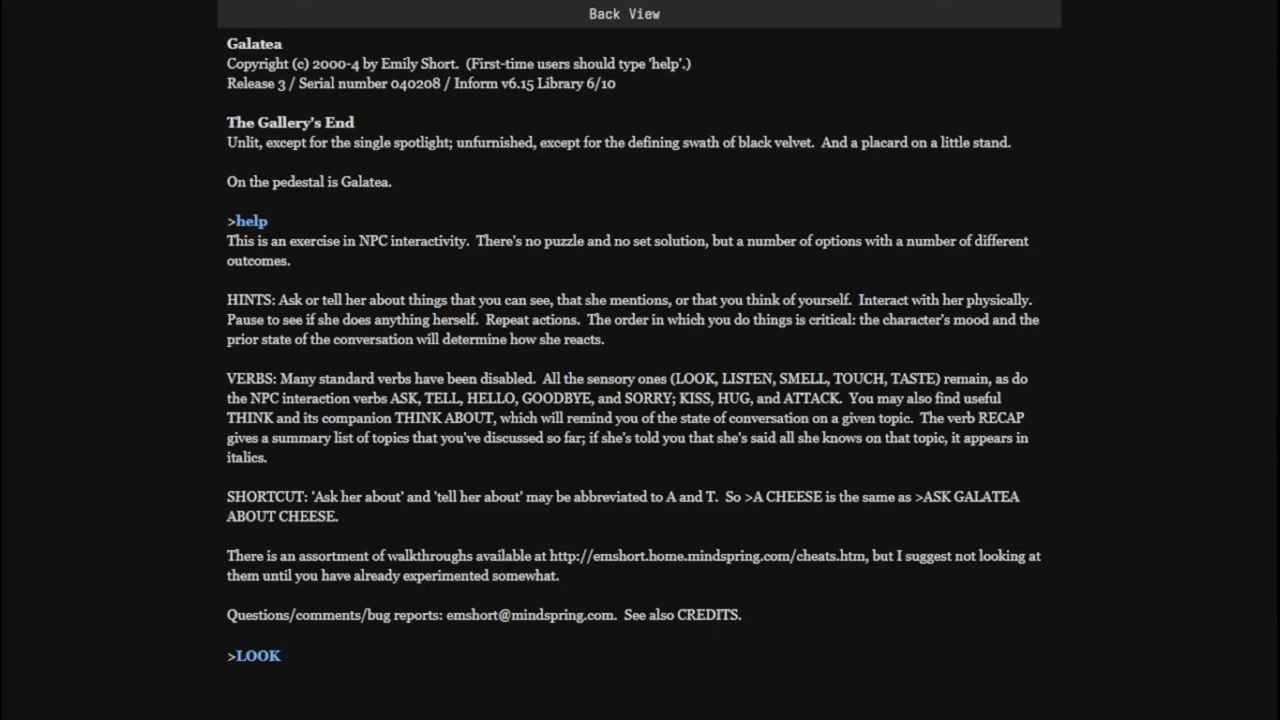 Back View
Galatea
Copyright (c) 2000-4 by Emily Short.  (First-time users should type 'help'.)
Release 3 / Serial number 040208 / Inform v6.15 Library 6/10
The Gallery's End
Unlit, except for the single spotlight; unfurnished, except for the defining swath of black velvet.  And a placard on a little stand.
On the pedestal is Galatea.
>help
This is an exercise in NPC interactivity.  There's no puzzle and no set solution, but a number of options with a number of different
outcomes.
HINTS: Ask or tell her about things that you can see, that she mentions, or that you think of yourself.  Interact with her physically.
Pause to see if she does anything herself.  Repeat actions.  The order in which you do things is critical: the character's mood and the
prior state of the conversation will determine how she reacts.
VERBS: Many standard verbs have been disabled.  All the sensory ones (LOOK, LISTEN, SMELL, TOUCH, TASTE) remain, as do
the NPC interaction verbs ASK, TELL, HELLO, GOODBYE, and SORRY; KISS, HUG, and ATTACK.  You may also find useful
THINK and its companion THINK ABOUT, which will remind you of the state of conversation on a given topic.  The verb RECAP
gives a summary list of topics that you've discussed so far; if she's told you that she's said all she knows on that topic, it appears in
italics.
SHORTCUT: 'Ask her about' and 'tell her about' may be abbreviated to A and T.  So >A CHEESE is the same as >ASK GALATEA
ABOUT CHEESE.
There is an assortment of walkthroughs available at http://emshort.home.mindspring.com/cheats.htm, but I suggest not looking at
them until you have already experimented somewhat.
Questions/comments/bug reports: emshort@mindspring.com.  See also CREDITS.
>LOOK